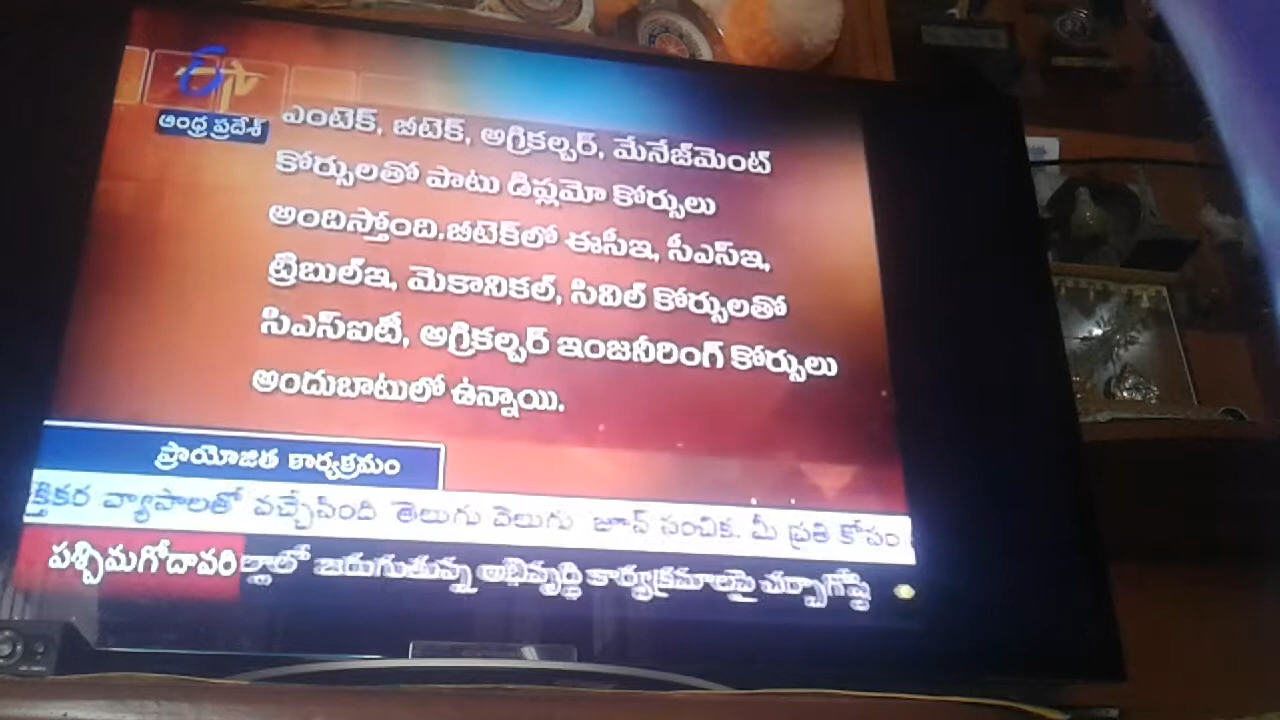 ఆంధ్ర ప్రదేశ్
ఎంటెక్, బీటెక్, అగ్రికల్చర్, మేనేజ్‌మెంట్
కోర్సులతో పాటు డిప్లమో కోర్సులు
అందిస్తోంది.బీటెక్‌లో ఈసీఇ, సీఎస్ఇ,
ట్రిబుల్ఇ, మెకానికల్, సివిల్ కోర్సులతో
సిఎస్ఐటీ, అగ్రికల్చర్ ఇంజనీరింగ్ కోర్సులు
అందుబాటులో ఉన్నాయి.
ప్రాయోజిత కార్యక్రమం
క్తికర వ్యాసాలతో వచ్చేసింది తెలుగు వెలుగు జూన్ సంచిక. మీ ప్రతి కోసం
పశ్చిమగోదావరి ల్లాలో జరుగుతున్న అభివృద్ధి కార్యక్రమాలపై చర్చాగోష్ఠి